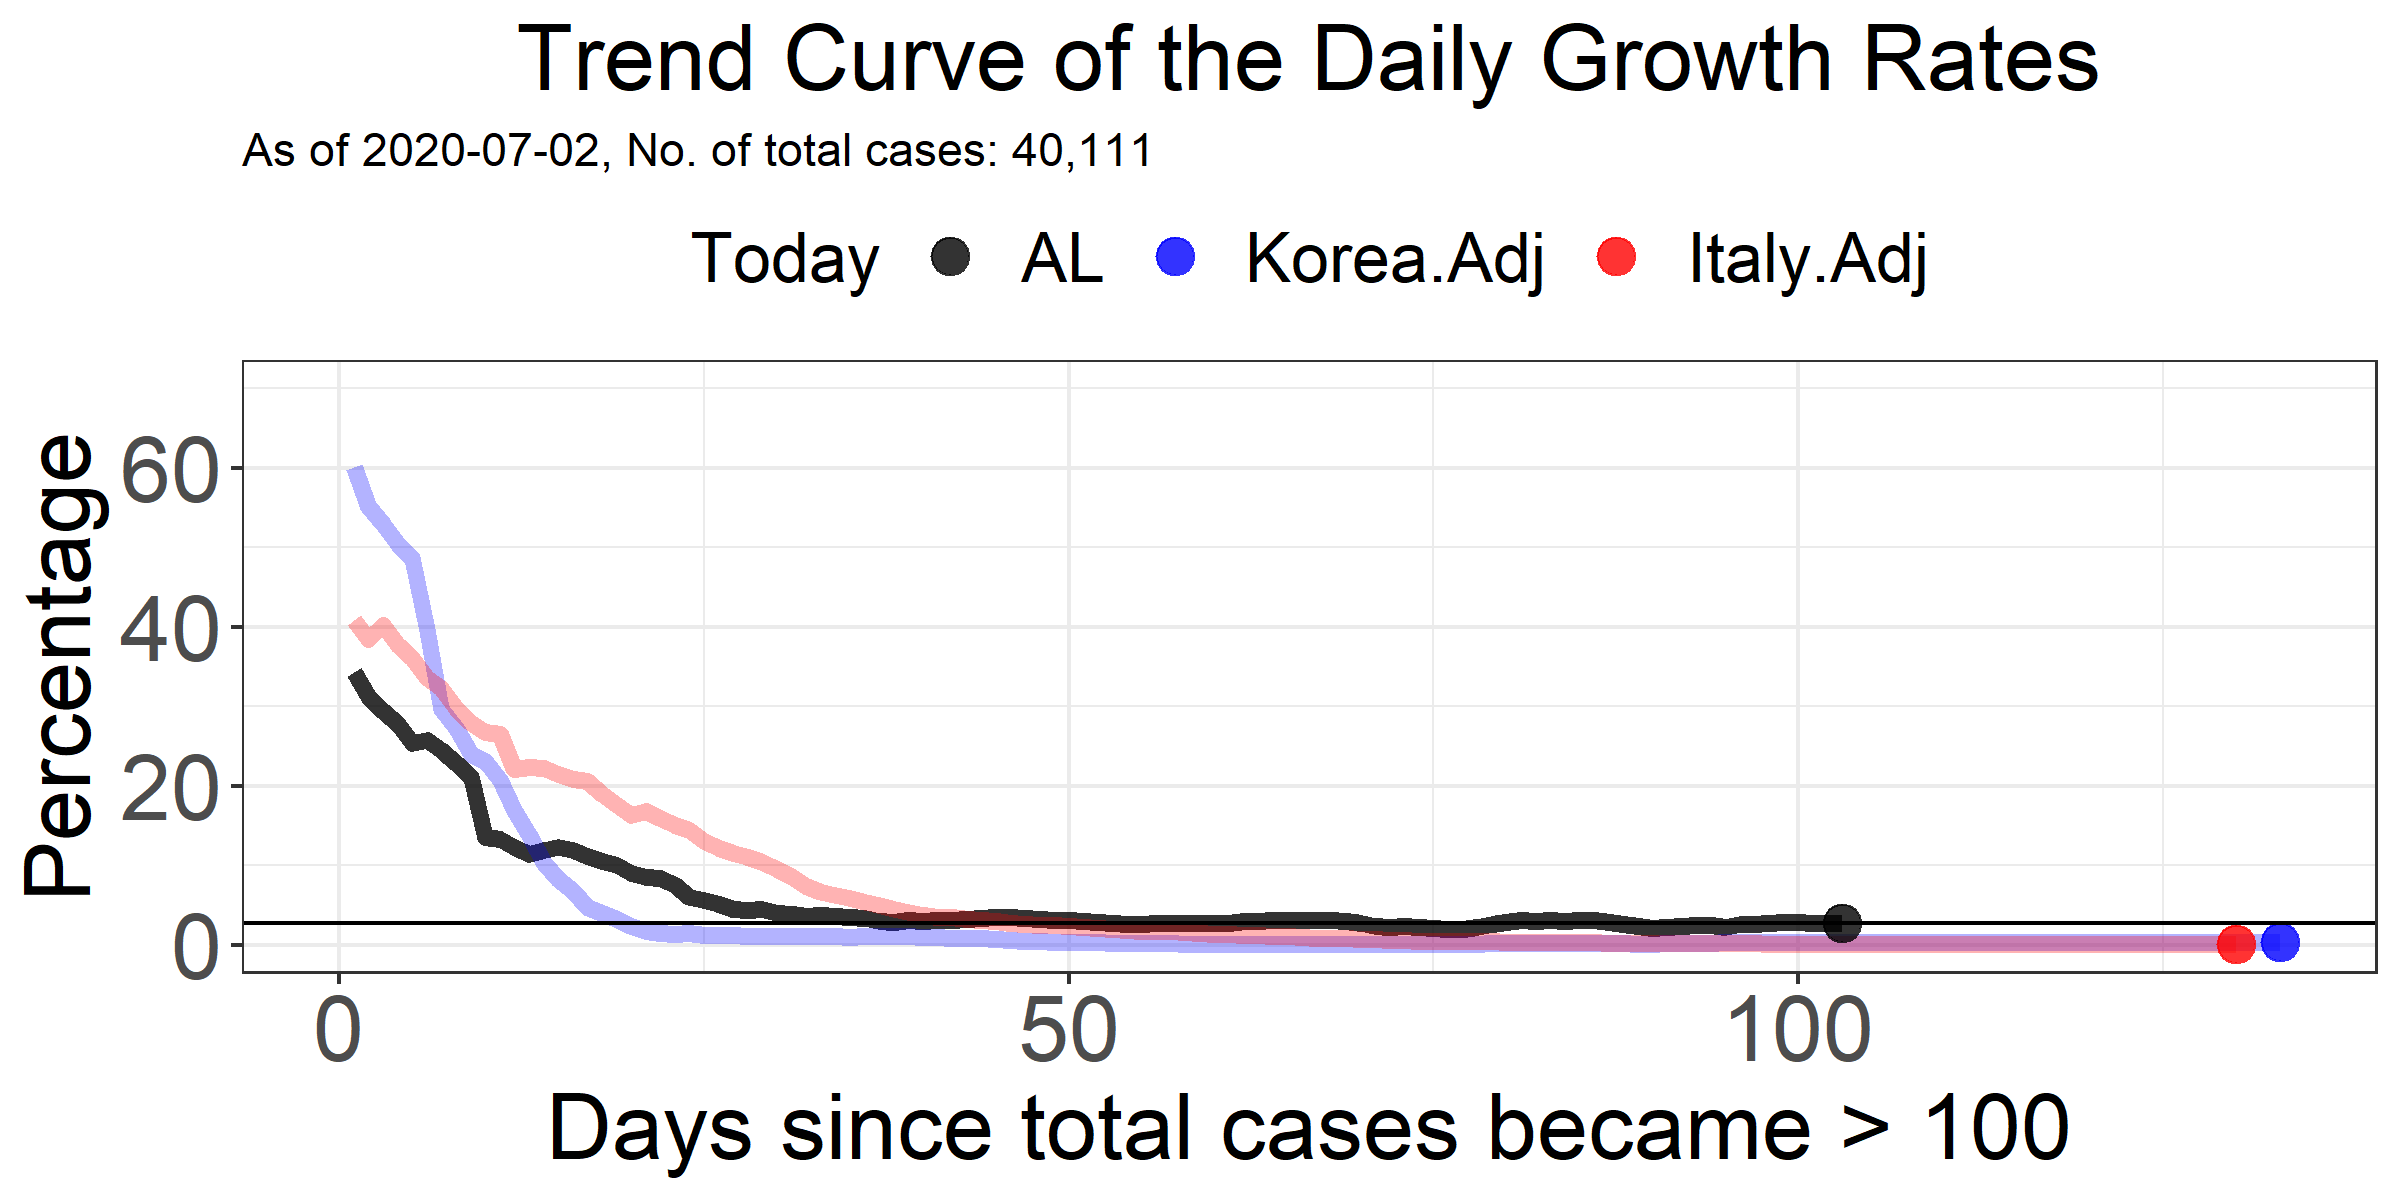 Trend Curve of the Daily Growth Rates
As of 2020-07-02, No. of total cases: 40,111
Today AL Korea.Adj Italy.Adj
Percentage
60
40
20
0
0 50 100
Days since total cases became > 100